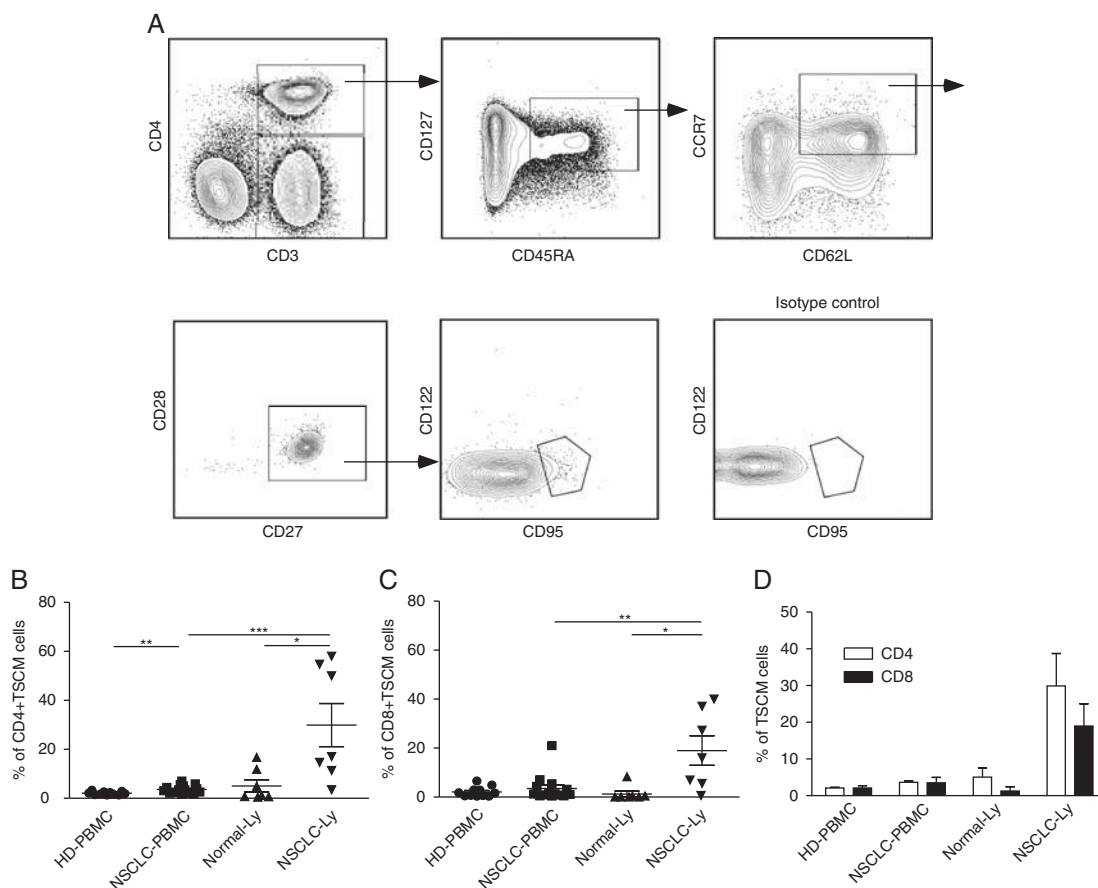 A
CD4
CD3
CD127
CD45RA
CCR7
CD62L
CD28
CD27
CD122
CD95
Isotype control
CD122
CD95
B
% of CD4+TSCM cells
80
60
40
20
0
**
***
*
HD-PBMC
NSCLC-PBMC
Normal-Ly
NSCLC-Ly
C
% of CD8+TSCM cells
80
60
40
20
0
**
*
HD-PBMC
NSCLC-PBMC
Normal-Ly
NSCLC-Ly
D
% of TSCM cells
50
40
30
20
10
0
CD4
CD8
HD-PBMC
NSCLC-PBMC
Normal-Ly
NSCLC-Ly